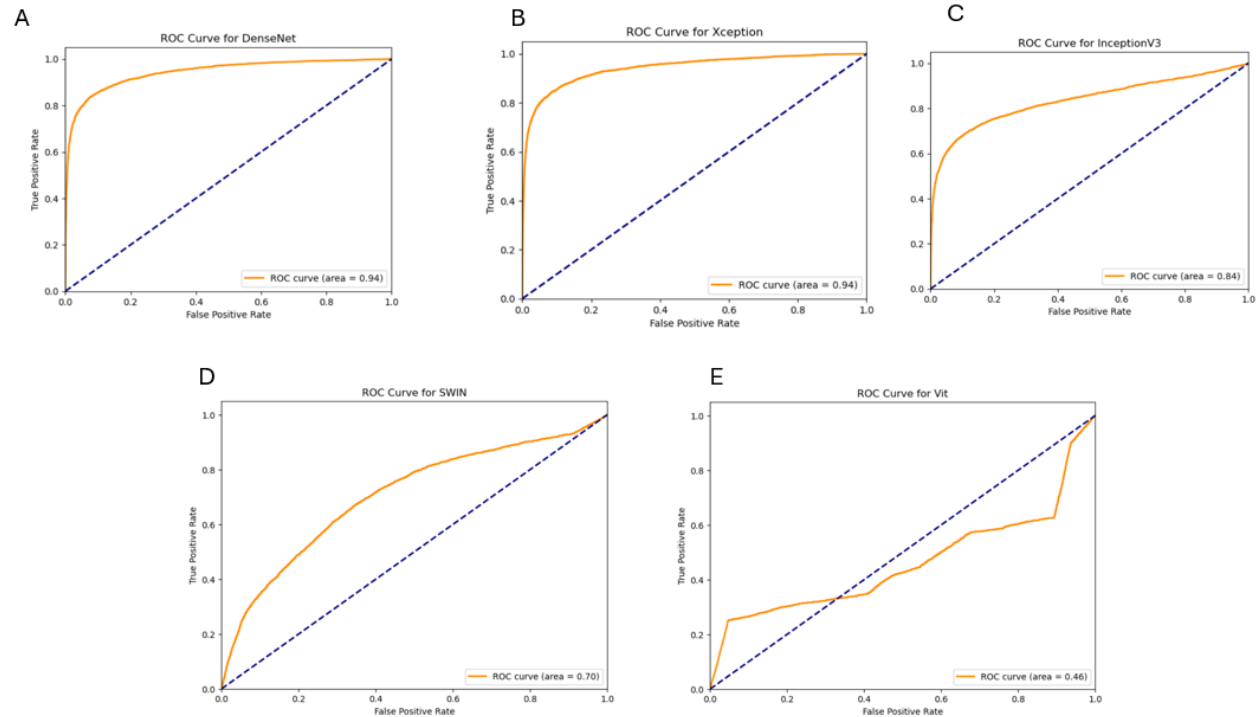 A
ROC Curve for DenseNet
True Positive Rate
1.0
0.8
0.6
0.4
0.2
0.0
ROC curve (area = 0.94)
0.0 0.2 0.4 0.6 0.8 1.0
False Positive Rate
B
ROC Curve for Xception
True Positive Rate
1.0
0.8
0.6
0.4
0.2
0.0
ROC curve (area = 0.94)
0.0 0.2 0.4 0.6 0.8 1.0
False Positive Rate
C
ROC Curve for InceptionV3
True Positive Rate
1.0
0.8
0.6
0.4
0.2
0.0
ROC curve (area = 0.84)
0.0 0.2 0.4 0.6 0.8 1.0
False Positive Rate
D
ROC Curve for SWIN
True Positive Rate
1.0
0.8
0.6
0.4
0.2
0.0
ROC curve (area = 0.70)
0.0 0.2 0.4 0.6 0.8 1.0
False Positive Rate
E
ROC Curve for Vit
True Positive Rate
1.0
0.8
0.6
0.4
0.2
0.0
ROC curve (area = 0.46)
0.0 0.2 0.4 0.6 0.8 1.0
False Positive Rate